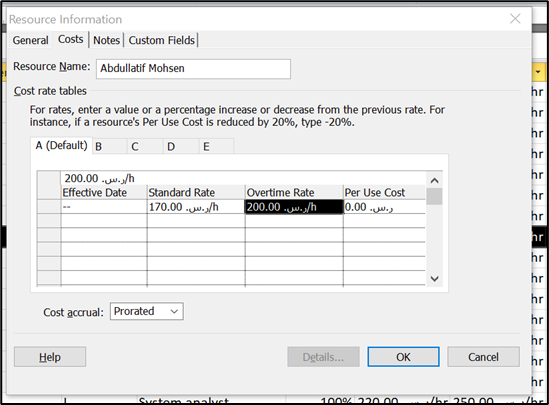 Resource Information
General Costs Notes Custom Fields
Resource Name: Abdullatif Mohsen
Cost rate tables
For rates, enter a value or a percentage increase or decrease from the previous rate. For
instance, if a resource's Per Use Cost is reduced by 20%, type -20%.
A (Default) B C D E
200.00 ر.س./h
Effective Date Standard Rate Overtime Rate Per Use Cost
-- 170.00 ر.س./h 200.00 ر.س./h 0.00 ر.س.
Cost accrual: Prorated
Help Details... OK Cancel
/hr
/hr
/hr
/hr
/hr
/hr
/hr
/hr
/hr
/hr
/hr
/hr
/hr
System analyst 100% 220.00 ر.س./hr 250.00 ر.س./hr